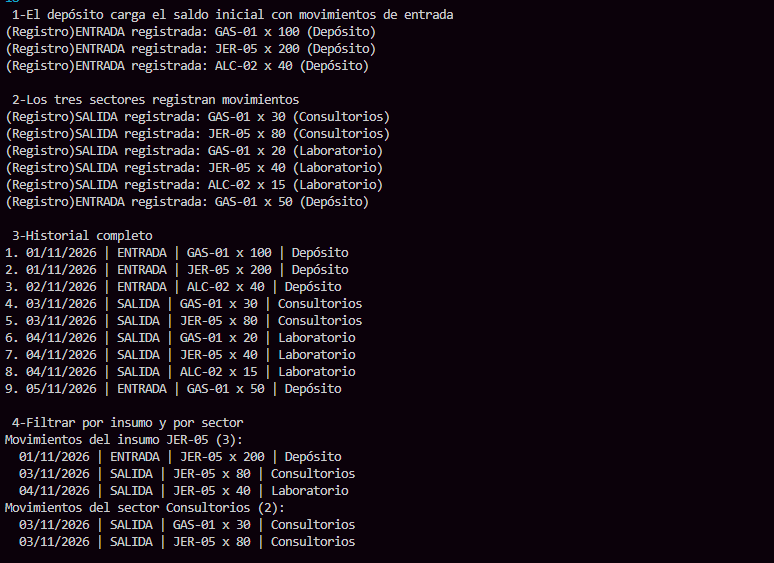 1-El depósito carga el saldo inicial con movimientos de entrada
(Registro)ENTRADA registrada: GAS-01 x 100 (Depósito)
(Registro)ENTRADA registrada: JER-05 x 200 (Depósito)
(Registro)ENTRADA registrada: ALC-02 x 40 (Depósito)
2-Los tres sectores registran movimientos
(Registro)SALIDA registrada: GAS-01 x 30 (Consultorios)
(Registro)SALIDA registrada: JER-05 x 80 (Consultorios)
(Registro)SALIDA registrada: GAS-01 x 20 (Laboratorio)
(Registro)SALIDA registrada: JER-05 x 40 (Laboratorio)
(Registro)SALIDA registrada: ALC-02 x 15 (Laboratorio)
(Registro)ENTRADA registrada: GAS-01 x 50 (Depósito)
3-Historial completo
1. 01/11/2026 | ENTRADA | GAS-01 x 100 | Depósito
2. 01/11/2026 | ENTRADA | JER-05 x 200 | Depósito
3. 02/11/2026 | ENTRADA | ALC-02 x 40 | Depósito
4. 03/11/2026 | SALIDA | GAS-01 x 30 | Consultorios
5. 03/11/2026 | SALIDA | JER-05 x 80 | Consultorios
6. 04/11/2026 | SALIDA | GAS-01 x 20 | Laboratorio
7. 04/11/2026 | SALIDA | JER-05 x 40 | Laboratorio
8. 04/11/2026 | SALIDA | ALC-02 x 15 | Laboratorio
9. 05/11/2026 | ENTRADA | GAS-01 x 50 | Depósito
4-Filtrar por insumo y por sector
Movimientos del insumo JER-05 (3):
01/11/2026 | ENTRADA | JER-05 x 200 | Depósito
03/11/2026 | SALIDA | JER-05 x 80 | Consultorios
04/11/2026 | SALIDA | JER-05 x 40 | Laboratorio
Movimientos del sector Consultorios (2):
03/11/2026 | SALIDA | GAS-01 x 30 | Consultorios
03/11/2026 | SALIDA | JER-05 x 80 | Consultorios